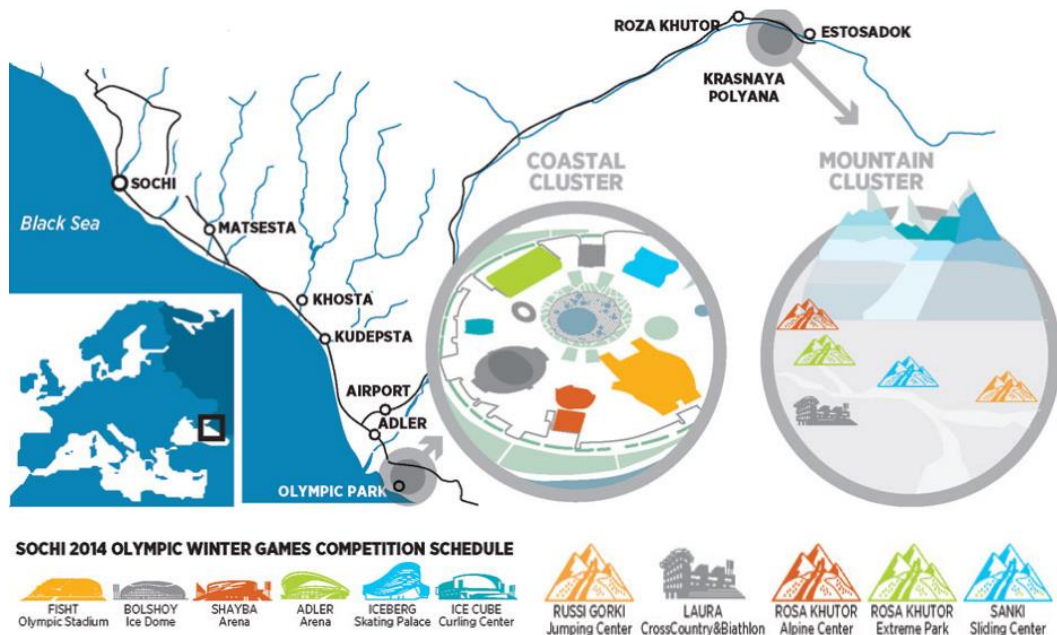 ROZA KHUTOR
ESTOSADOK
KRASNAYA
POLYANA
COASTAL
CLUSTER
MOUNTAIN
CLUSTER
SOCHI
Black Sea
MATSESTA
KHOSTA
KUDEPSTA
AIRPORT
ADLER
OLYMPIC PARK
SOCHI 2014 OLYMPIC WINTER GAMES COMPETITION SCHEDULE
FISHT
Olympic Stadium
BOLSHOY
Ice Dome
SHAYBA
Arena
ADLER
Arena
ICEBERG
Skating Palace
ICE CUBE
Curling Center
RUSSI GORKI
Jumping Center
LAURA
CrossCountry&Biathlon
ROSA KHUTOR
Alpine Center
ROSA KHUTOR
Extreme Park
SANKI
Sliding Center